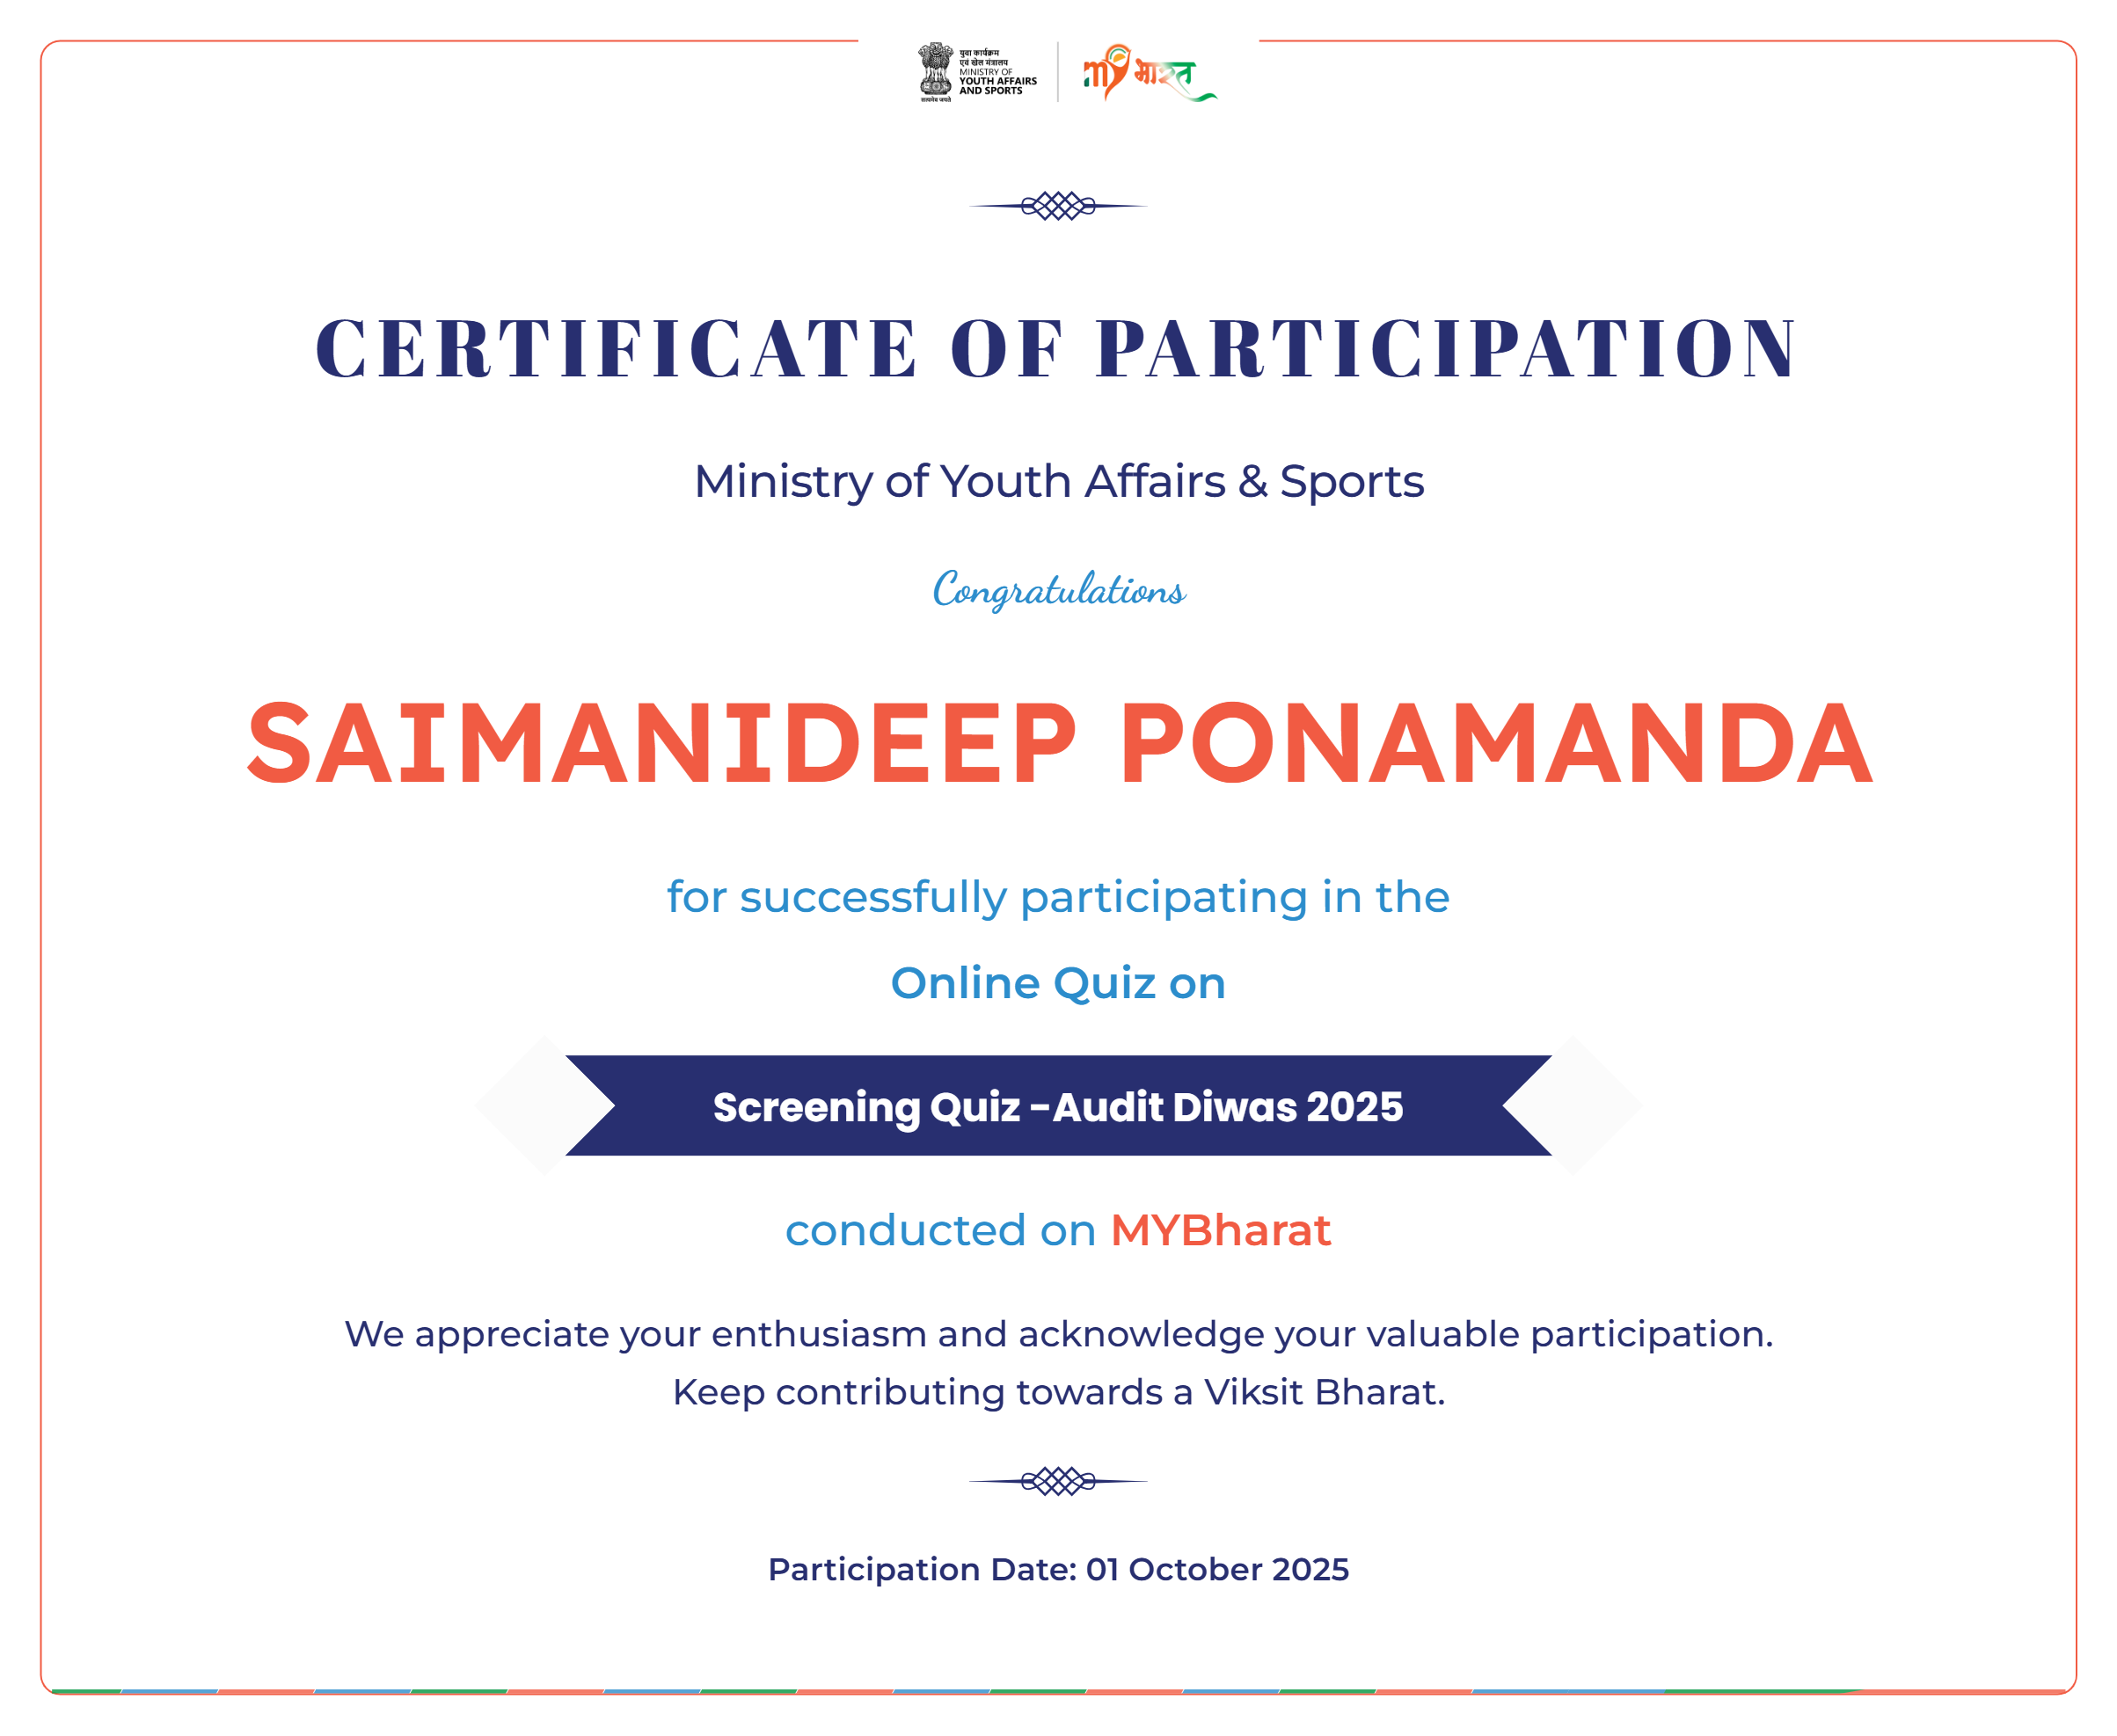 युवा कार्यक्रम
एवं खेल मंत्रालय
MINISTRY OF
YOUTH AFFAIRS
AND SPORTS
सत्यमेव जयते
my भारत
CERTIFICATE OF PARTICIPATION
Ministry of Youth Affairs & Sports
Congratulations
SAIMANIDEEP PONAMANDA
for successfully participating in the
Online Quiz on
Screening Quiz -Audit Diwas 2025
conducted on MYBharat
We appreciate your enthusiasm and acknowledge your valuable participation.
Keep contributing towards a Viksit Bharat.
Participation Date: 01 October 2025